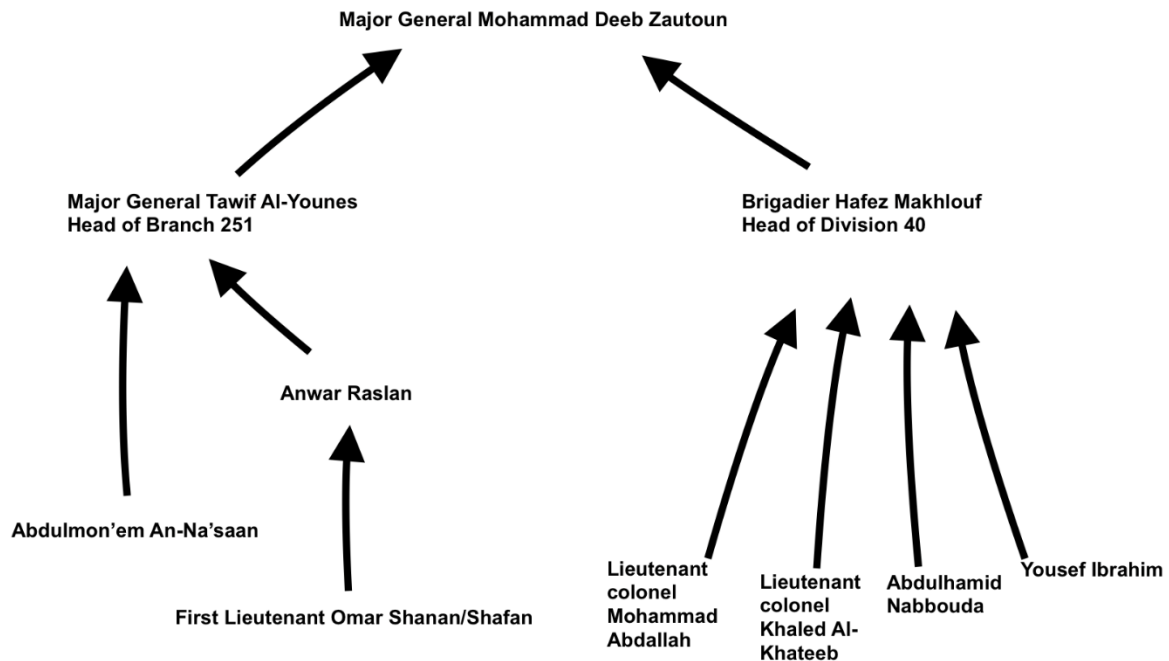 Major General Mohammad Deeb Zautoun
Major General Tawif Al-Younes
Head of Branch 251
Brigadier Hafez Makhlouf
Head of Division 40
Anwar Raslan
Abdulmon’em An-Na’saan
First Lieutenant Omar Shanan/Shafan
Lieutenant
colonel
Mohammad
Abdallah
Lieutenant
colonel
Khaled Al-
Khateeb
Abdulhamid
Nabbouda
Yousef Ibrahim